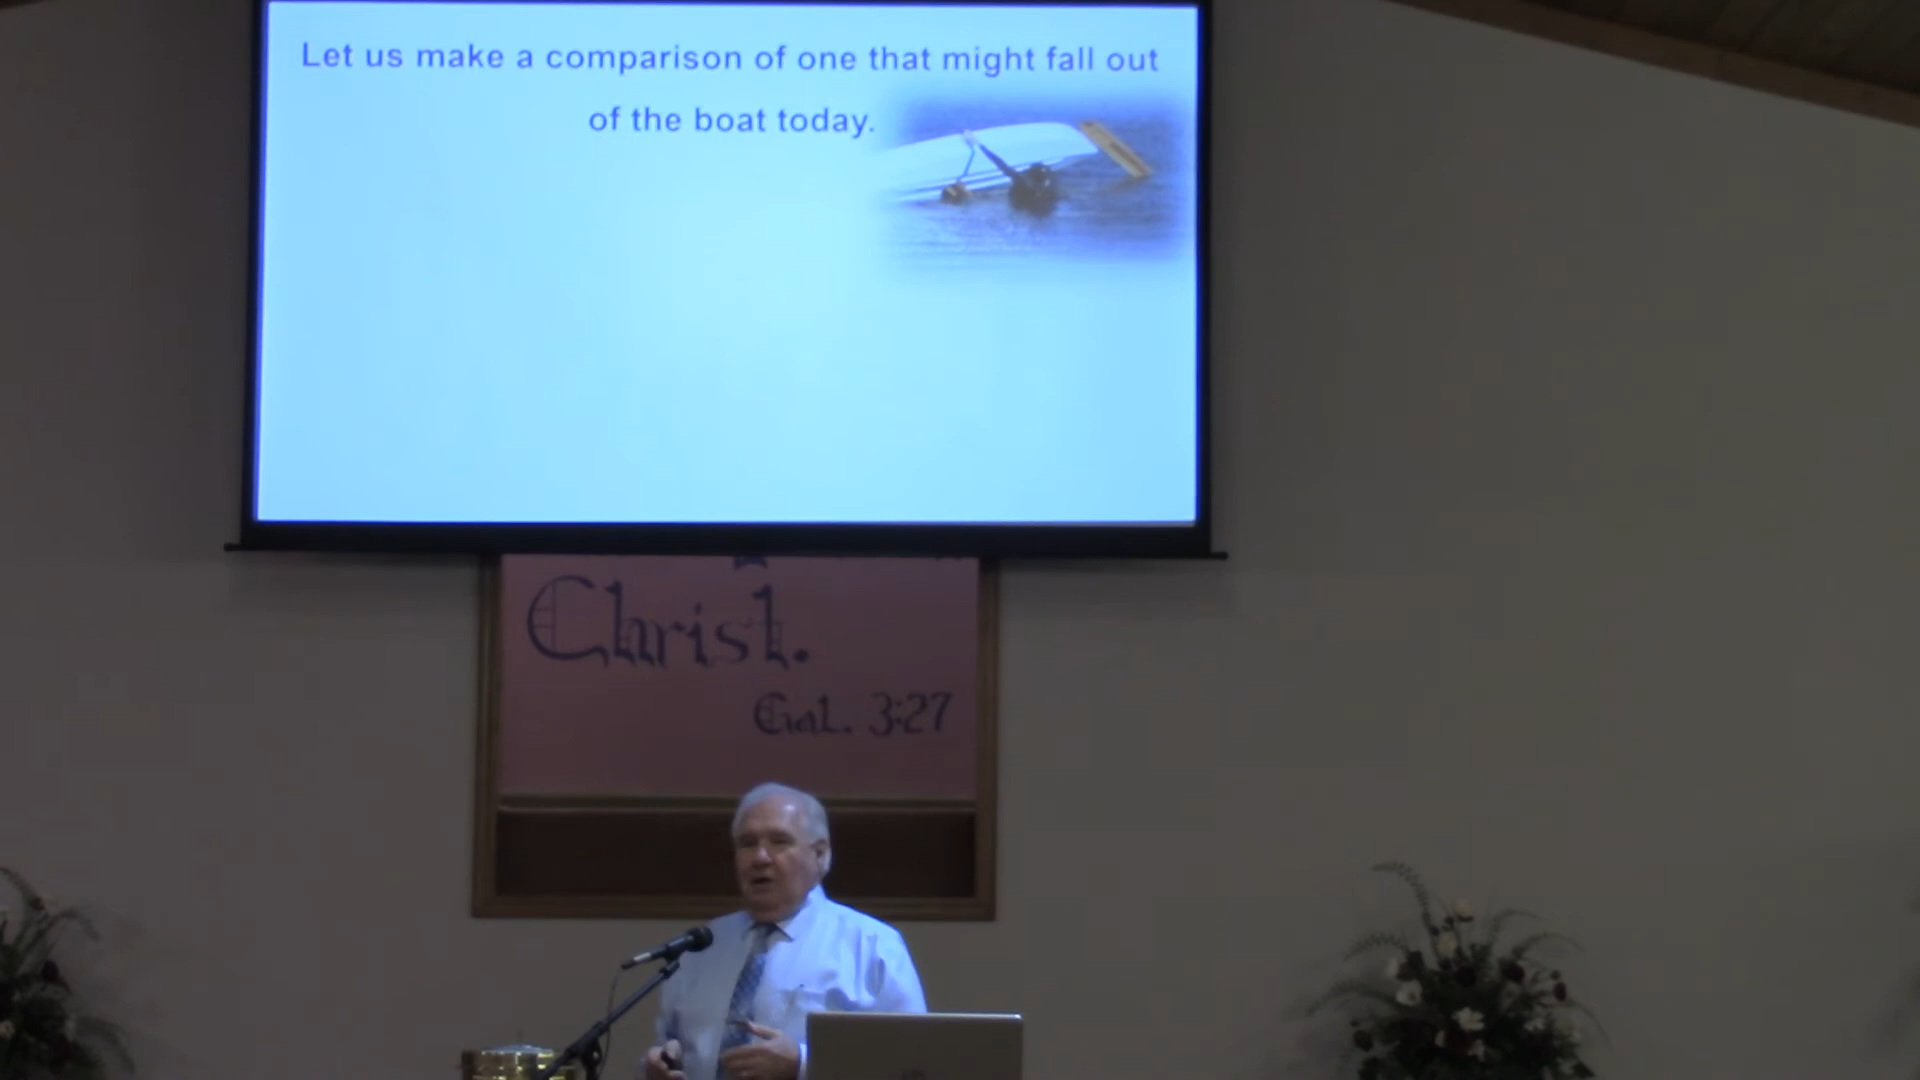 Let us make a comparison of one that might fall out
of the boat today.
Christ.
Gal. 3:27